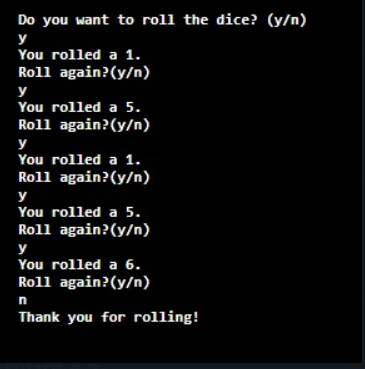 Do you want to roll the dice? (y/n)
y
You rolled a 1.
Roll again?(y/n)
y
You rolled a 5.
Roll again?(y/n)
y
You rolled a 1.
Roll again?(y/n)
y
You rolled a 5.
Roll again?(y/n)
y
You rolled a 6.
Roll again?(y/n)
n
Thank you for rolling!